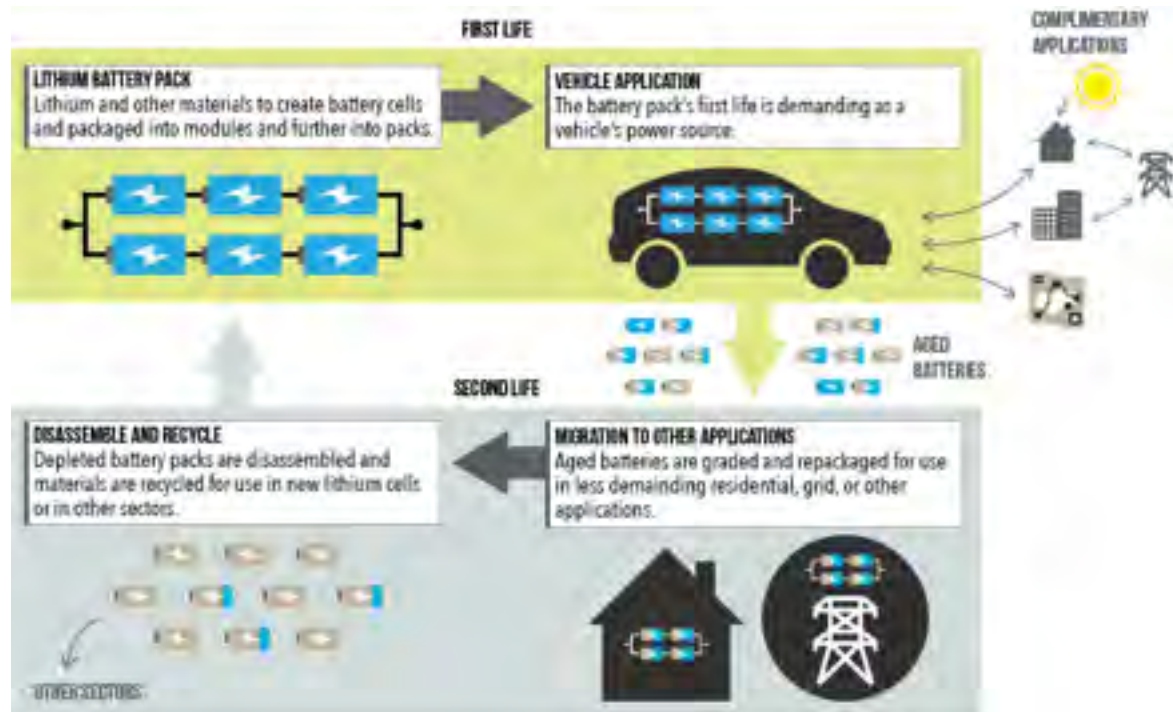 FIRST LIFE
COMPLIMENTARY
APPLICATIONS
LITHIUM BATTERY PACK
Lithium and other materials to create battery cells
and packaged into modules and further into packs.
VEHICLE APPLICATION
The battery pack's first life is demanding as a
vehicle's power source.
AGED
BATTERIES
SECOND LIFE
DISASSEMBLE AND RECYCLE
Depleted battery packs are disassembled and
materials are recycled for use in new lithium cells
or in other sectors.
MIGRATION TO OTHER APPLICATIONS
Aged batteries are graded and repackaged for use
in less demainding residential, grid, or other
applications.
OTHER SECTORS